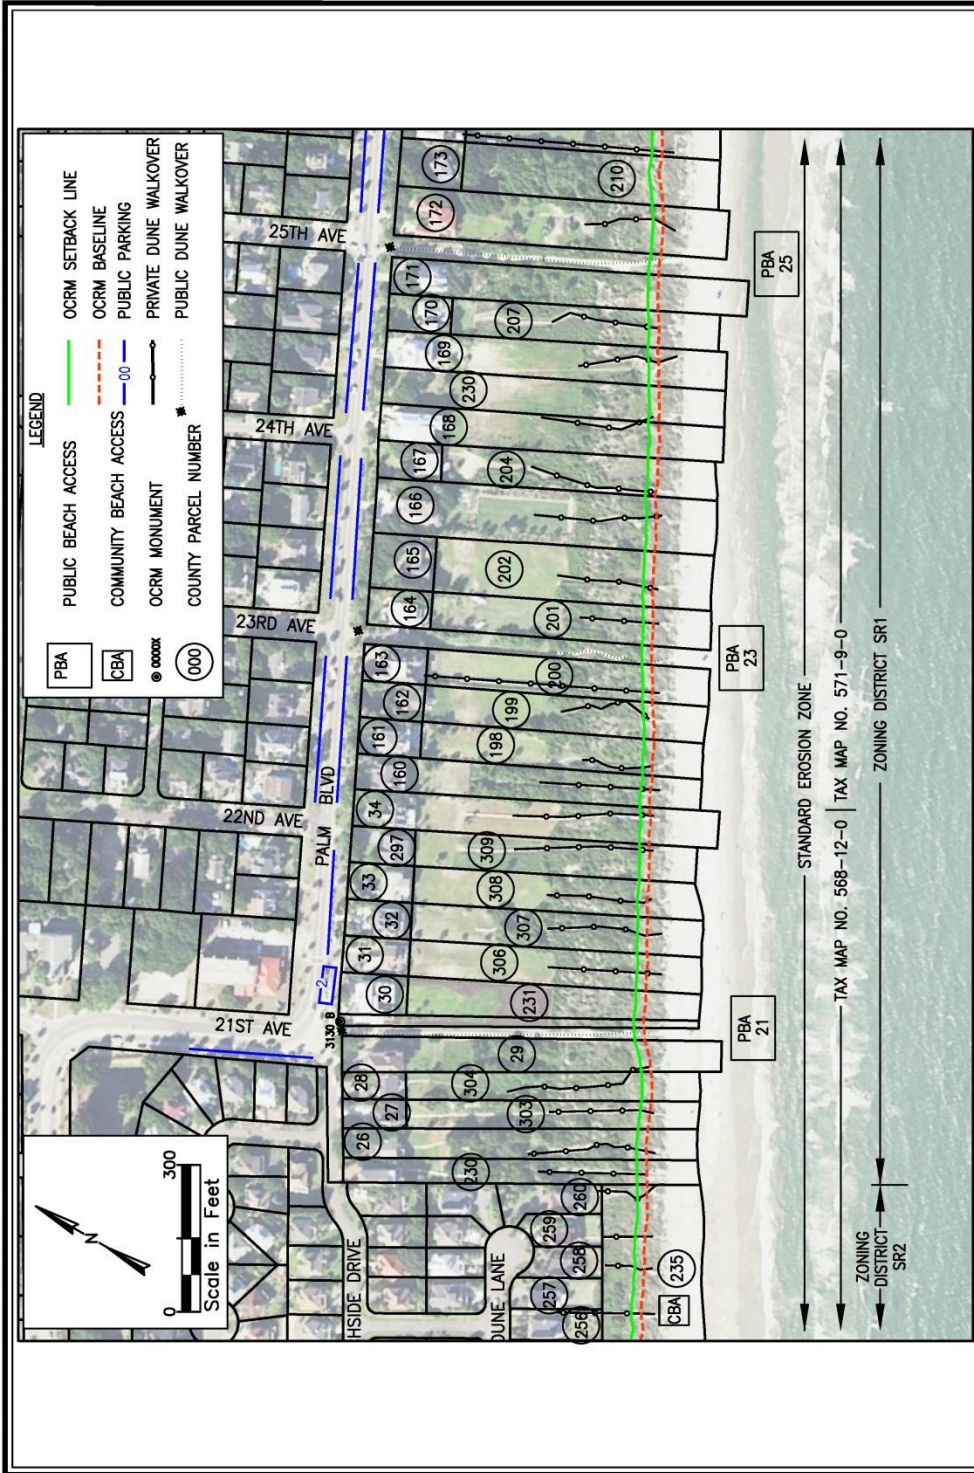 LEGEND
PBA
PUBLIC BEACH ACCESS
CBA
COMMUNITY BEACH ACCESS
0000X
OCRM MONUMENT
000
COUNTY PARCEL NUMBER
OCRM SETBACK LINE
OCRM BASELINE
00
PUBLIC PARKING
PRIVATE DUNE WALKOVER
PUBLIC DUNE WALKOVER
N
0
300
Scale in Feet
21ST AVE
22ND AVE
23RD AVE
24TH AVE
25TH AVE
PALM BLVD
2
3130 B
HSIDE DRIVE
DUNE LANE
26
27
28
29
30
31
32
33
297
34
160
161
162
163
164
165
166
167
168
230
169
170
171
172
173
256
257
258
259
260
230
303
304
231
306
307
308
309
198
199
200
201
202
204
207
210
235
CBA
PBA
21
PBA
23
PBA
25
STANDARD EROSION ZONE
TAX MAP NO. 568-12-0
TAX MAP NO. 571-9-0
ZONING
DISTRICT
SR2
ZONING DISTRICT SR1